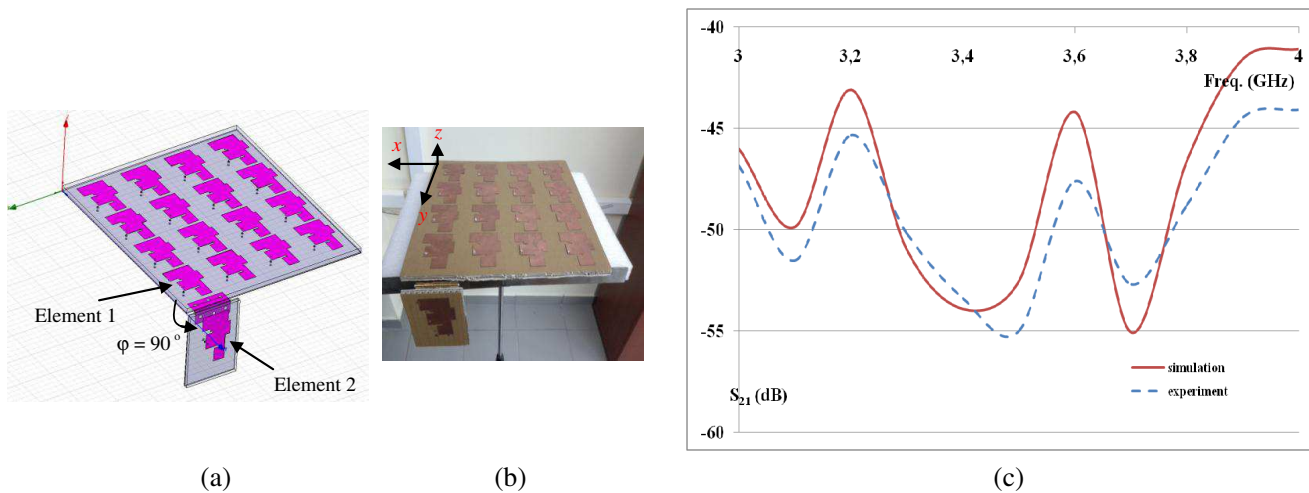 Element 1
φ = 90 °
Element 2
(a)
x
z
y
(b)
-40
3
3,2
3,4
3,6
3,8
4
Freq. (GHz)
-45
-50
-55
simulation
S21 (dB)
experiment
-60
(c)